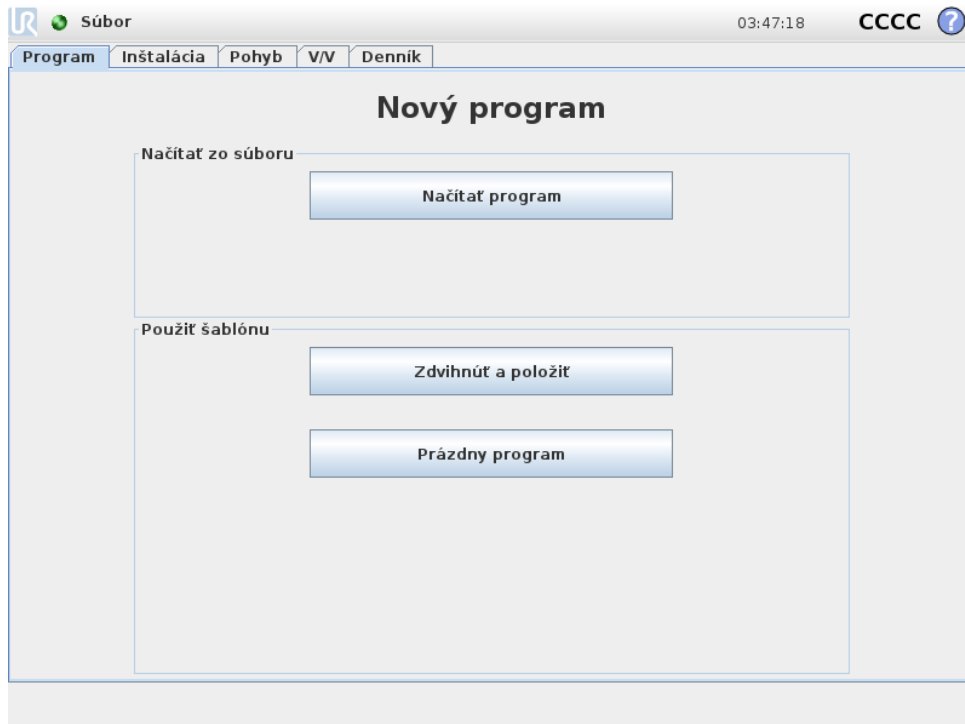 UR Súbor 03:47:18 CCCC ?
Program Inštalácia Pohyb V/V Denník
Nový program
Načítať zo súboru
Načítať program
Použiť šablónu
Zdvihnúť a položiť
Prázdny program